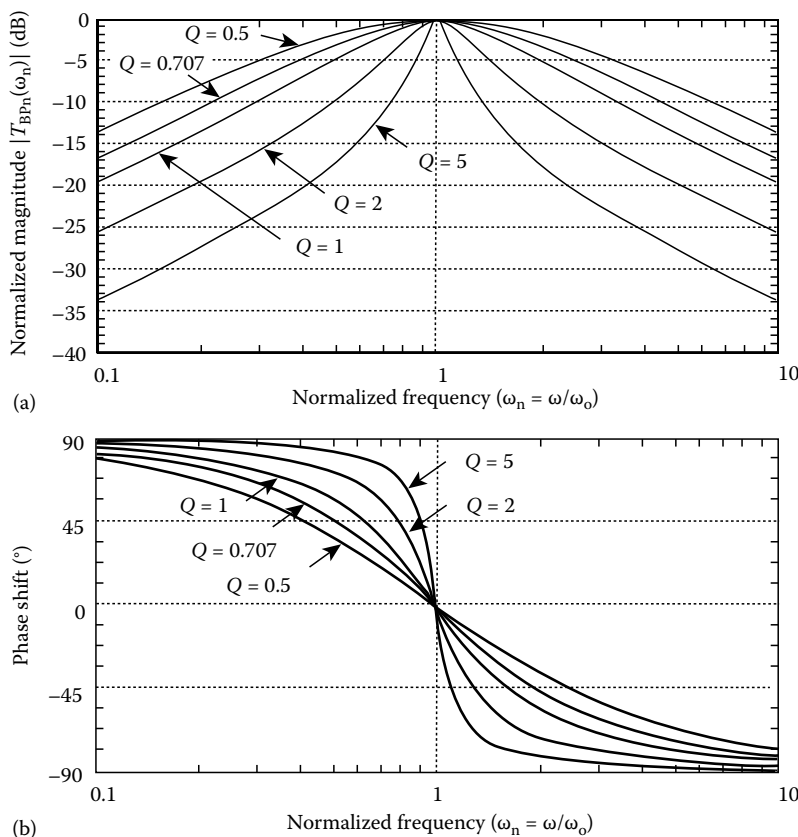 Normalized magnitude |T_BPn(ω_n)| (dB)
0
−5
−10
−15
−20
−25
−30
−35
−40
Q = 0.5
Q = 0.707
Q = 5
Q = 2
Q = 1
0.1
1
10
Normalized frequency (ω_n = ω/ω_o)
(a)
Phase shift (°)
90
45
0
−45
−90
Q = 5
Q = 1
Q = 2
Q = 0.707
Q = 0.5
0.1
1
10
Normalized frequency (ω_n = ω/ω_o)
(b)